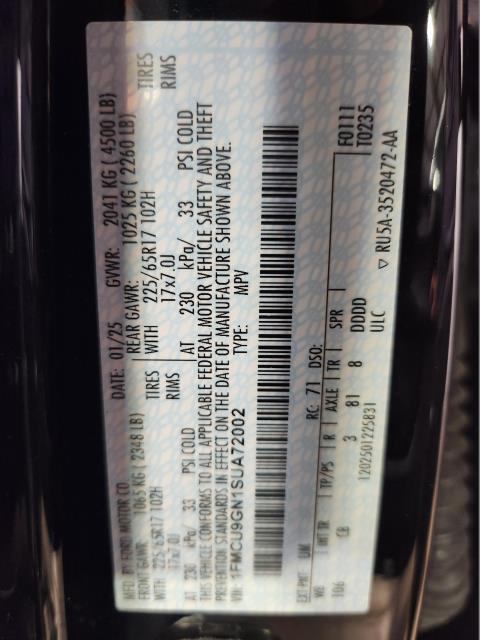 MFD. BY FORD MOTOR CO. DATE: 01/25 GVWR: 2041 KG ( 4500 LB)
FRONT GAWR: 1065 KG ( 2348 LB) REAR GAWR: 1025 KG ( 2260 LB)
WITH 225/65R17 102H TIRES WITH 225/65R17 102H TIRES
17x7.0J RIMS 17x7.0J RIMS
AT 230 kPa/ 33 PSI COLD AT 230 kPa/ 33 PSI COLD
THIS VEHICLE CONFORMS TO ALL APPLICABLE FEDERAL MOTOR VEHICLE SAFETY AND THEFT
PREVENTION STANDARDS IN EFFECT ON THE DATE OF MANUFACTURE SHOWN ABOVE.
VIN: 1FMCU9GN1SUA72002 TYPE: MPV
F0111
T0235
EXT PNT: RC: 71 DSO:
WB INT TR TP/PS R AXLE TR SPR
106 CB 3 81 8 DDDD
ULC
1202501225831 ▽ RU5A-3520472-AA